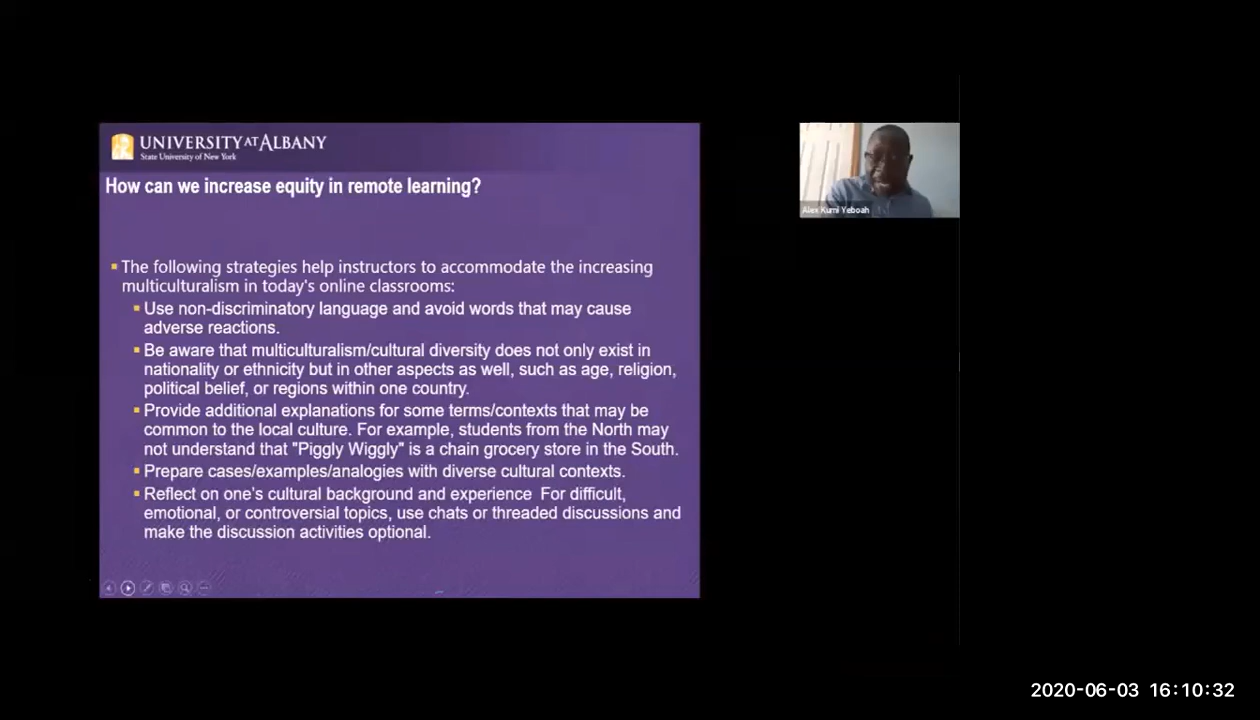 UNIVERSITY AT ALBANY
State University of New York
How can we increase equity in remote learning?
The following strategies help instructors to accommodate the increasing
multiculturalism in today's online classrooms:
Use non-discriminatory language and avoid words that may cause
adverse reactions.
Be aware that multiculturalism/cultural diversity does not only exist in
nationality or ethnicity but in other aspects as well, such as age, religion,
political belief, or regions within one country.
Provide additional explanations for some terms/contexts that may be
common to the local culture. For example, students from the North may
not understand that "Piggly Wiggly" is a chain grocery store in the South.
Prepare cases/examples/analogies with diverse cultural contexts.
Reflect on one's cultural background and experience For difficult,
emotional, or controversial topics, use chats or threaded discussions and
make the discussion activities optional.
Alex Kumi Yeboah
2020-06-03 16:10:32